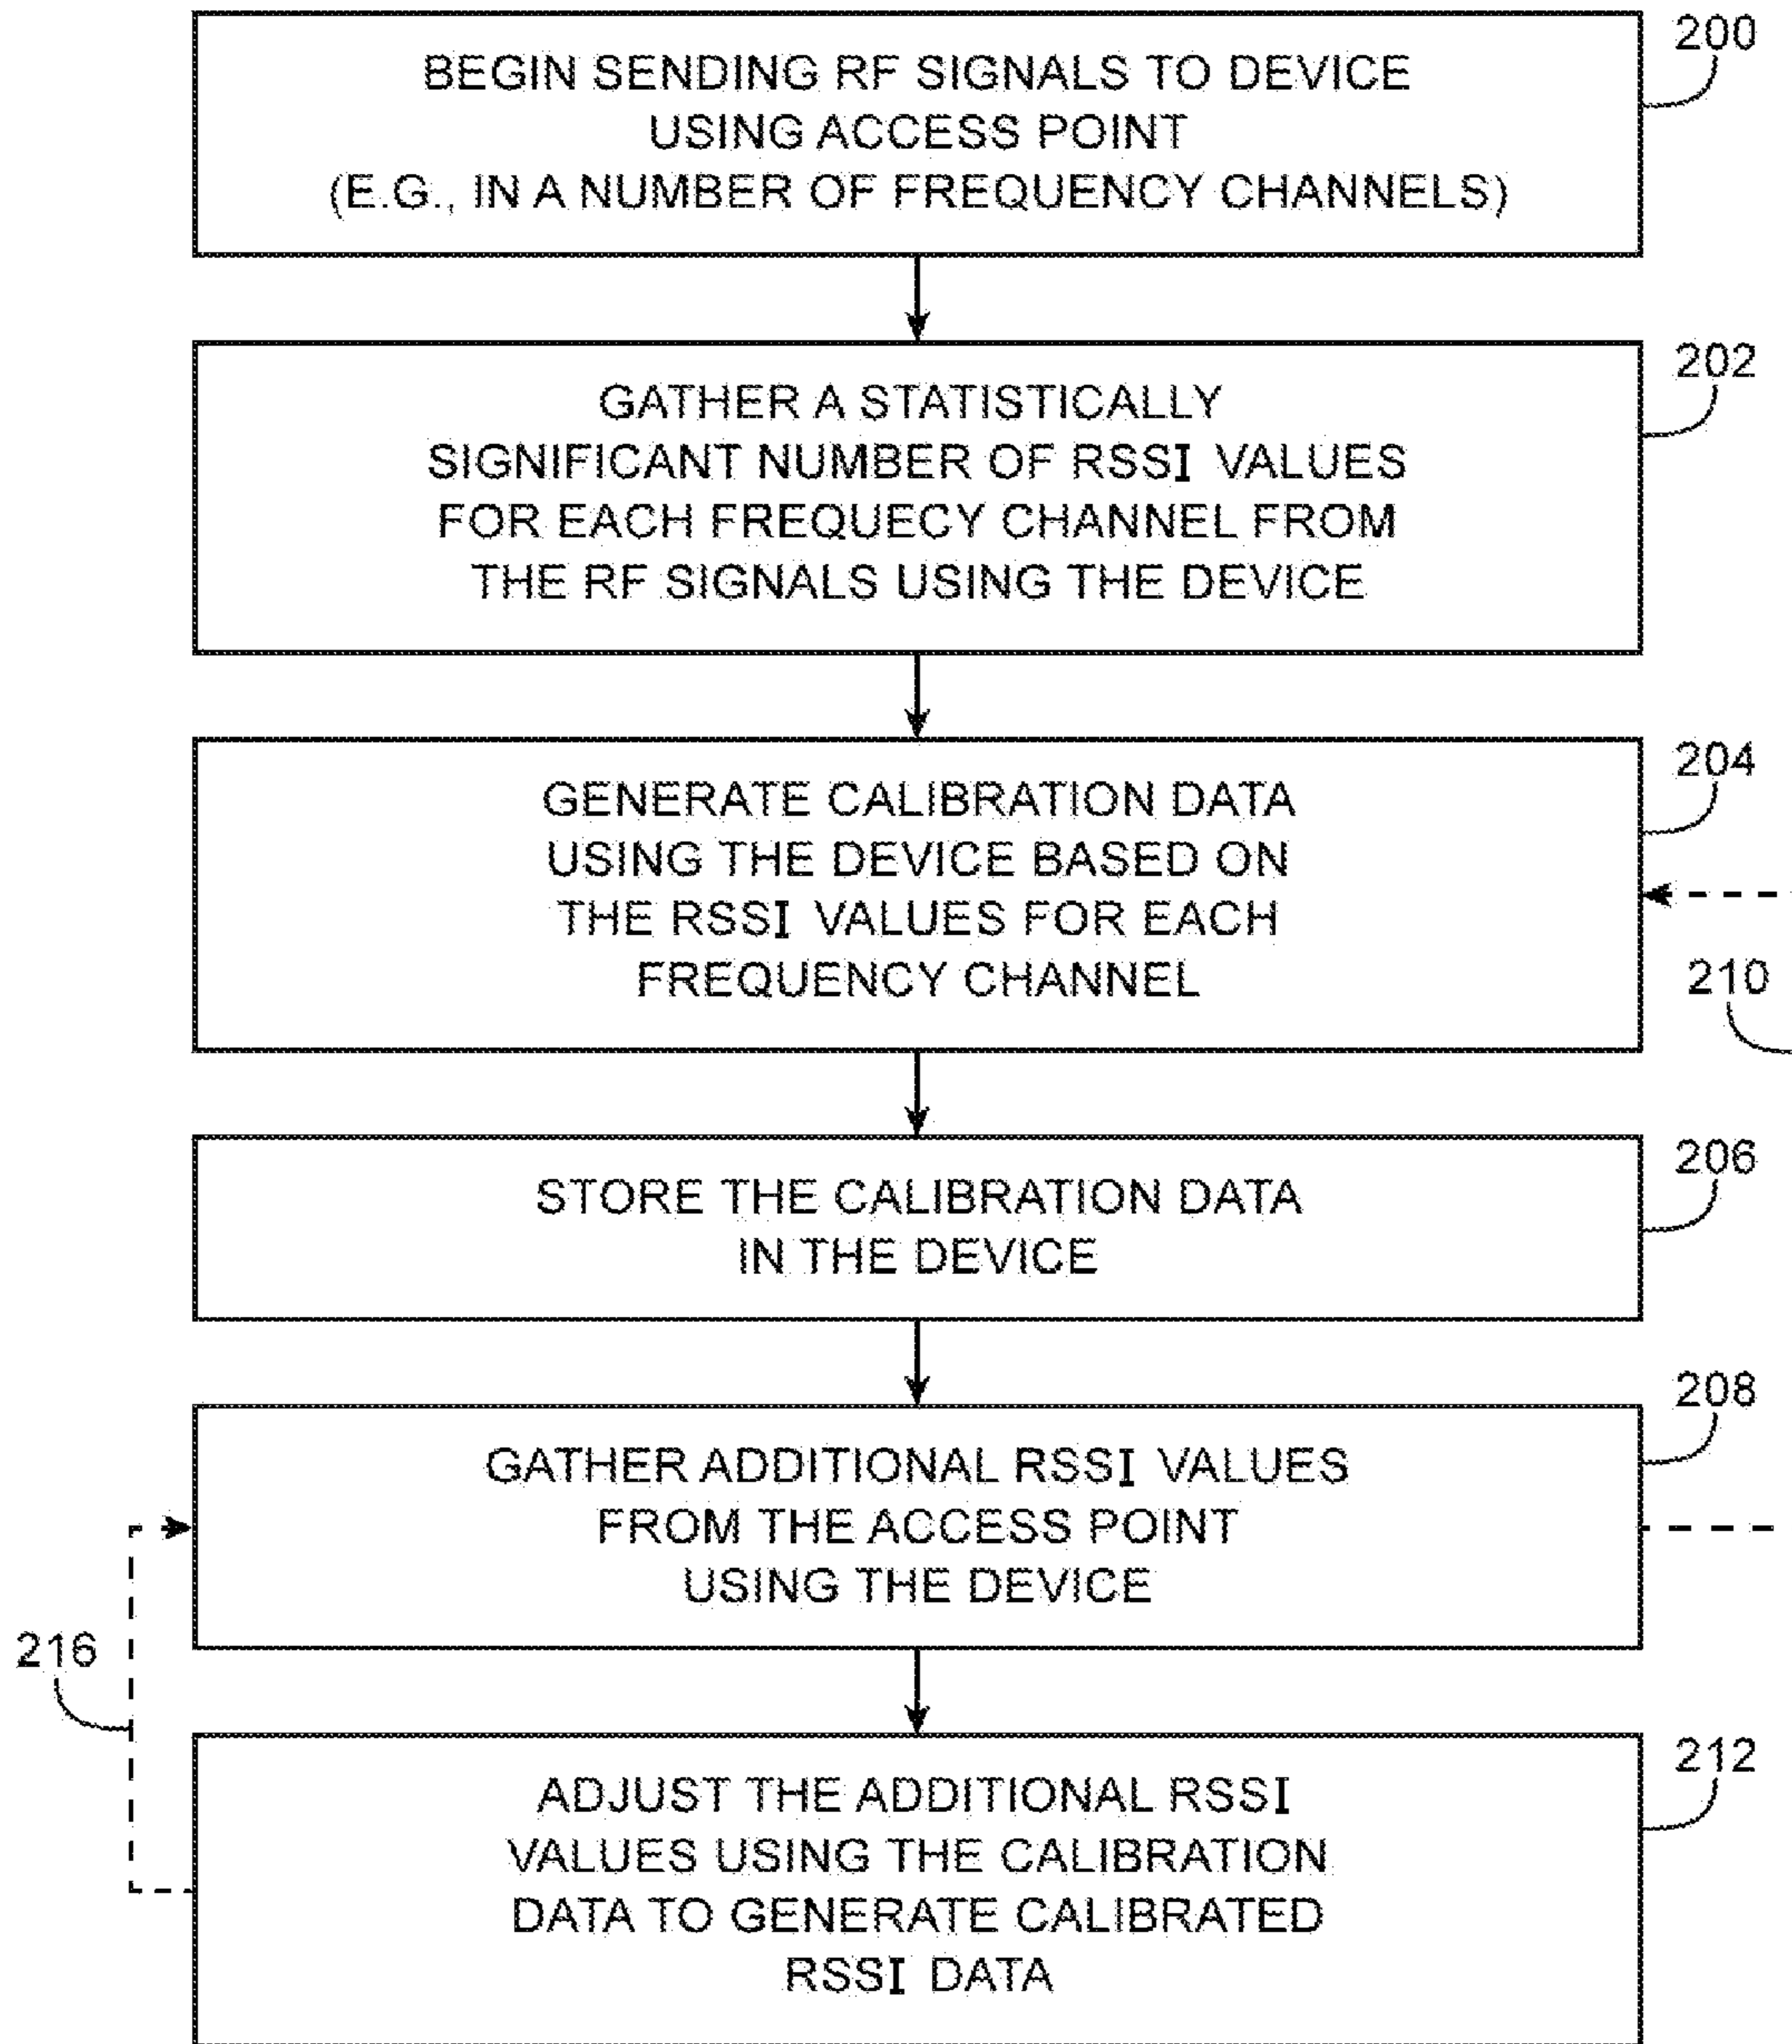 200
BEGIN SENDING RF SIGNALS TO DEVICE
USING ACCESS POINT
(E.G., IN A NUMBER OF FREQUENCY CHANNELS)
202
GATHER A STATISTICALLY
SIGNIFICANT NUMBER OF RSSI VALUES
FOR EACH FREQUECY CHANNEL FROM
THE RF SIGNALS USING THE DEVICE
204
GENERATE CALIBRATION DATA
USING THE DEVICE BASED ON
THE RSSI VALUES FOR EACH
FREQUENCY CHANNEL
210
206
STORE THE CALIBRATION DATA
IN THE DEVICE
208
GATHER ADDITIONAL RSSI VALUES
FROM THE ACCESS POINT
USING THE DEVICE
216
212
ADJUST THE ADDITIONAL RSSI
VALUES USING THE CALIBRATION
DATA TO GENERATE CALIBRATED
RSSI DATA